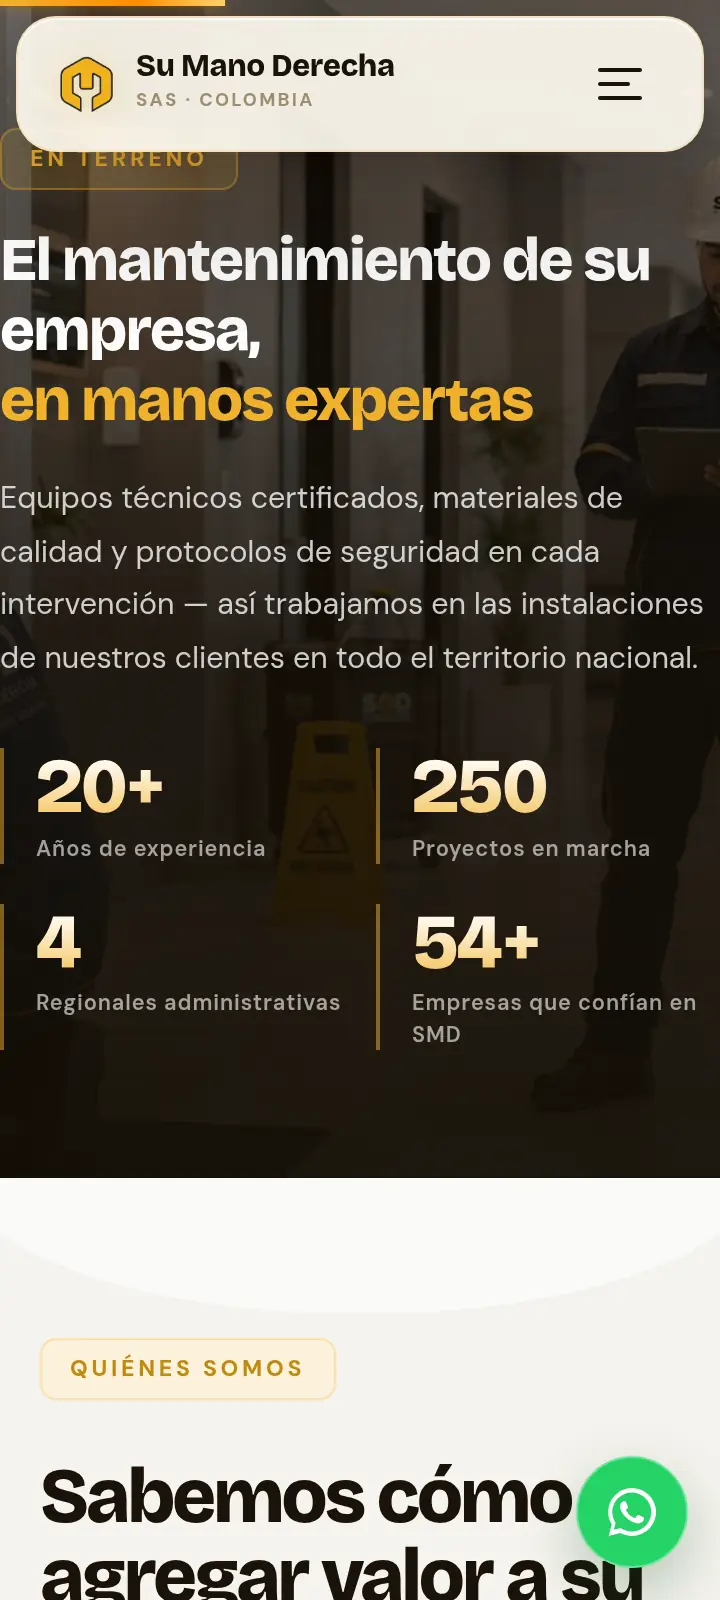 Su Mano Derecha
SAS · COLOMBIA
EN TERRENO
El mantenimiento de su
empresa,
en manos expertas
Equipos técnicos certificados, materiales de
calidad y protocolos de seguridad en cada
intervención — así trabajamos en las instalaciones
de nuestros clientes en todo el territorio nacional.
20+
Años de experiencia
250
Proyectos en marcha
4
Regionales administrativas
54+
Empresas que confían en
SMD
QUIÉNES SOMOS
Sabemos cómo
agregar valor a su